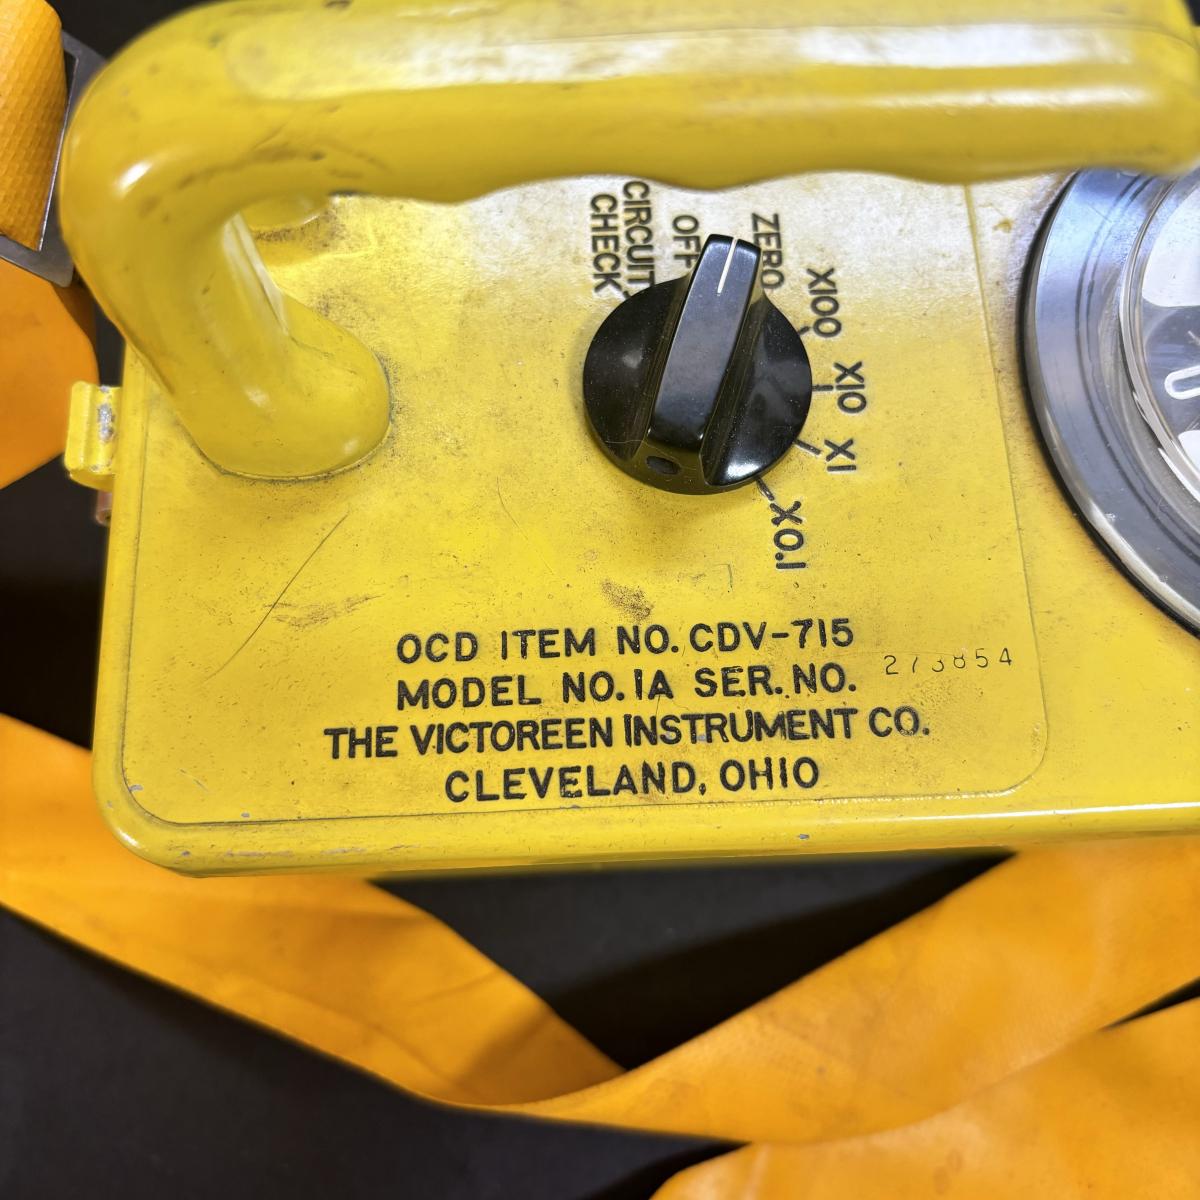 CIRCUIT
CHECK
OFF
ZERO
X100
X10
X1
X0.1
OCD ITEM NO. CDV-715
MODEL NO. 1A SER. NO.
THE VICTOREEN INSTRUMENT CO.
CLEVELAND, OHIO